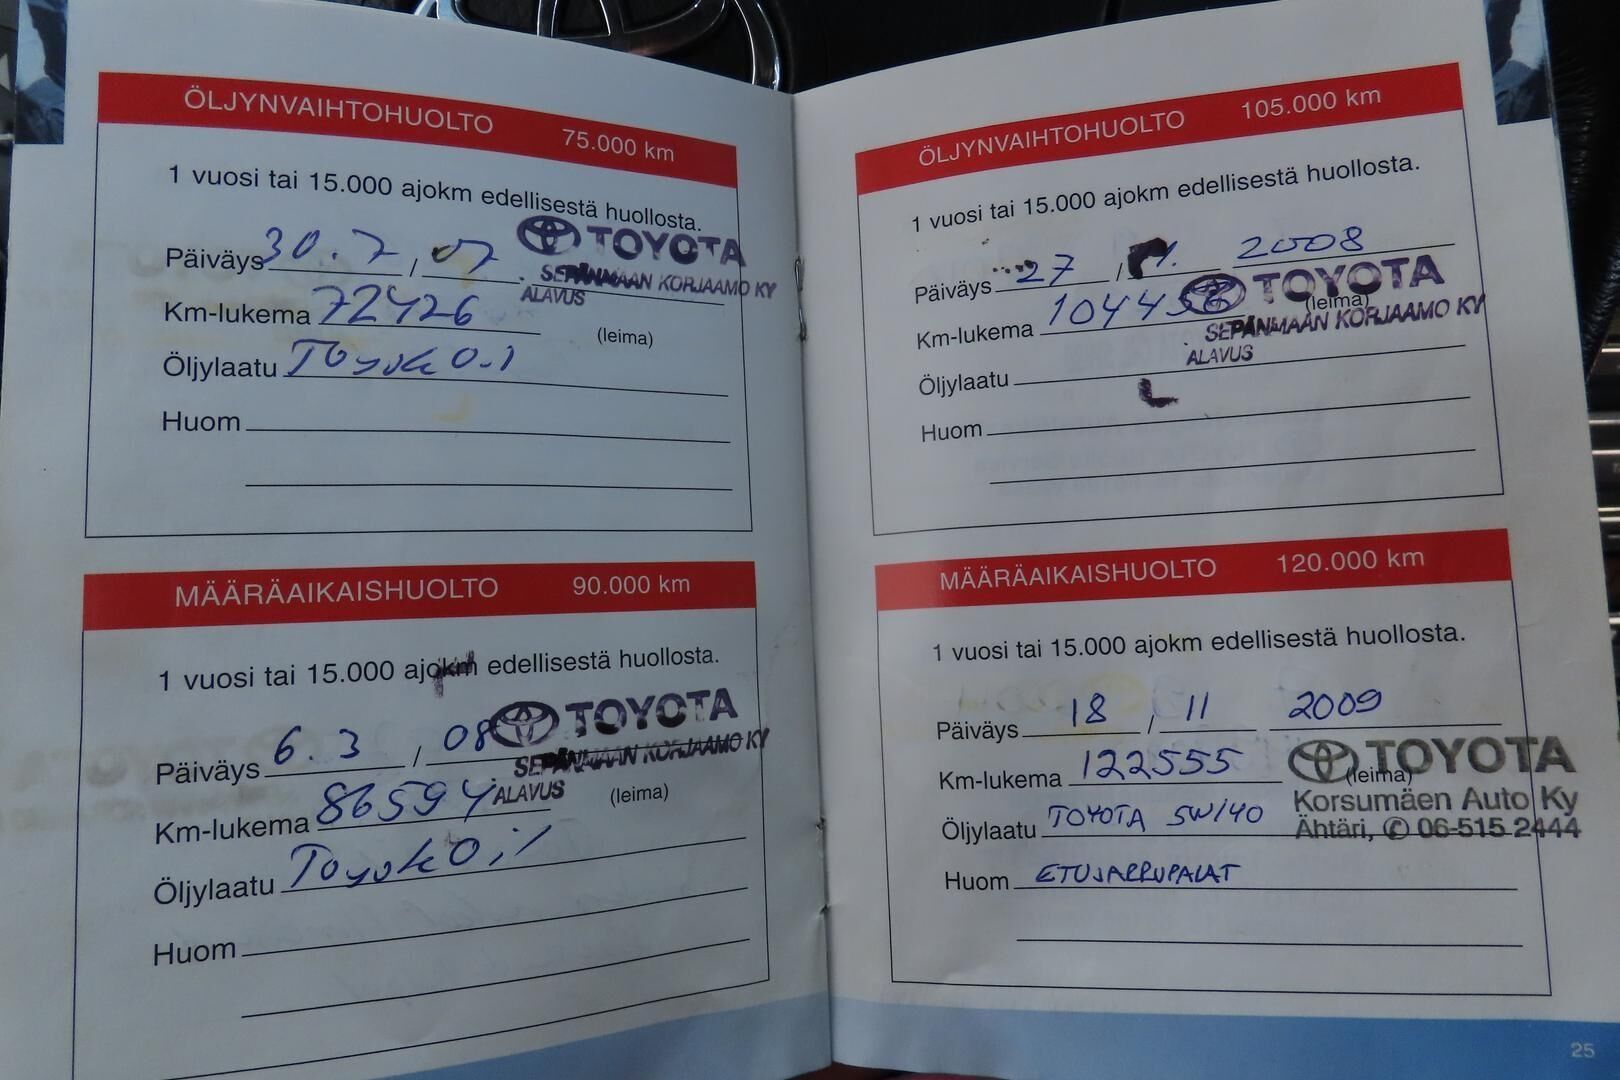 ÖLJYNVAIHTOHUOLTO 75.000 km
1 vuosi tai 15.000 ajokm edellisestä huollosta.
Päiväys 30.7 / 07
TOYOTA
SEPÄNMAAN KORJAAMO KY
ALAVUS
Km-lukema 72426
(leima)
Öljylaatu
Huom
MÄÄRÄAIKAISHUOLTO 90.000 km
1 vuosi tai 15.000 ajokm edellisestä huollosta.
Päiväys 6.3 / 08
TOYOTA
SEPÄNMAAN KORJAAMO KY
ALAVUS
Km-lukema 86594
(leima)
Öljylaatu
Huom
ÖLJYNVAIHTOHUOLTO 105.000 km
1 vuosi tai 15.000 ajokm edellisestä huollosta.
Päiväys 27 / 2008
TOYOTA
(leima)
SEPÄNMAAN KORJAAMO KY
ALAVUS
Km-lukema
Öljylaatu
Huom
MÄÄRÄAIKAISHUOLTO 120.000 km
1 vuosi tai 15.000 ajokm edellisestä huollosta.
Päiväys 18 / 11 2009
Km-lukema 122555
TOYOTA
(leima)
Korsumäen Auto Ky
Ähtäri, ✆ 06-515 2444
Öljylaatu TOYOTA 5W/40
Huom ETUJARRUPALAT
25